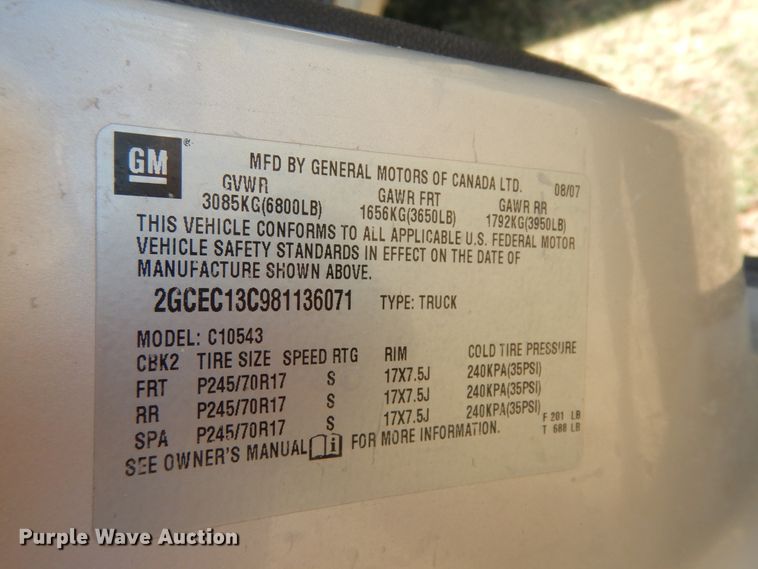 GM
MFD BY GENERAL MOTORS OF CANADA LTD. 08/07
GVWR GAWR FRT GAWR RR
3085KG(6800LB) 1656KG(3650LB) 1792KG(3950LB)
THIS VEHICLE CONFORMS TO ALL APPLICABLE U.S. FEDERAL MOTOR
VEHICLE SAFETY STANDARDS IN EFFECT ON THE DATE OF
MANUFACTURE SHOWN ABOVE.
2GCEC13C981136071 TYPE: TRUCK
MODEL: C10543
CBK2 TIRE SIZE SPEED RTG RIM COLD TIRE PRESSURE
FRT P245/70R17 S 17X7.5J 240KPA(35PSI)
RR P245/70R17 S 17X7.5J 240KPA(35PSI)
SPA P245/70R17 S 17X7.5J 240KPA(35PSI)
F 201 LB
T 688 LB
SEE OWNER'S MANUAL i FOR MORE INFORMATION.
Purple Wave Auction